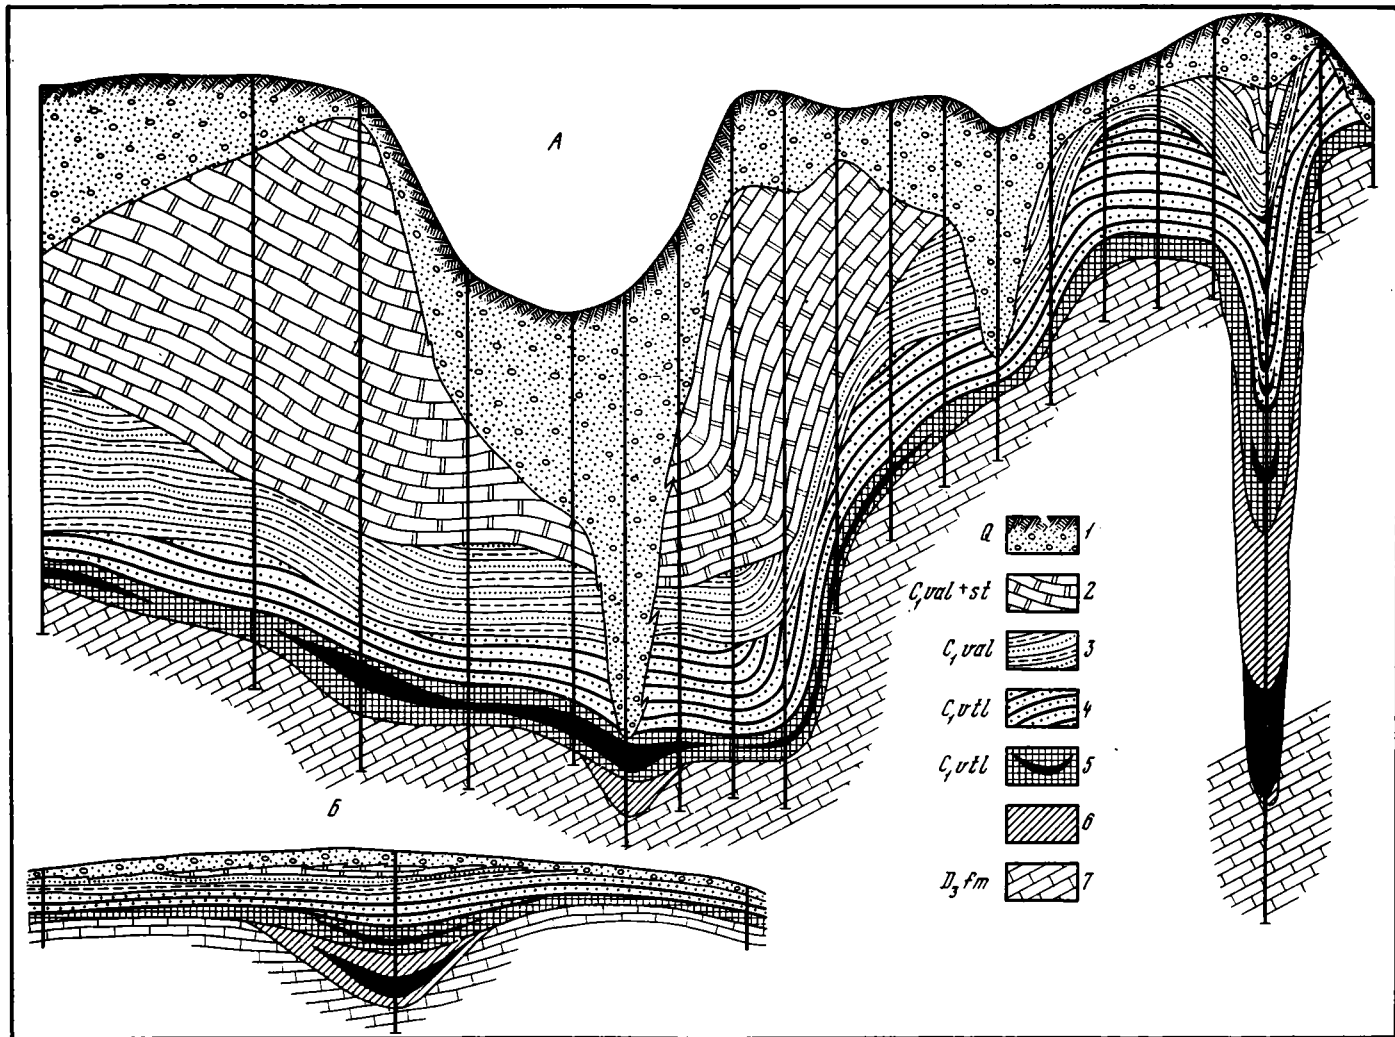 А
Б
Q 1
C₁val+st 2
C₁val 3
C₁vtl 4
C₁vtl 5
6
D₃fm 7